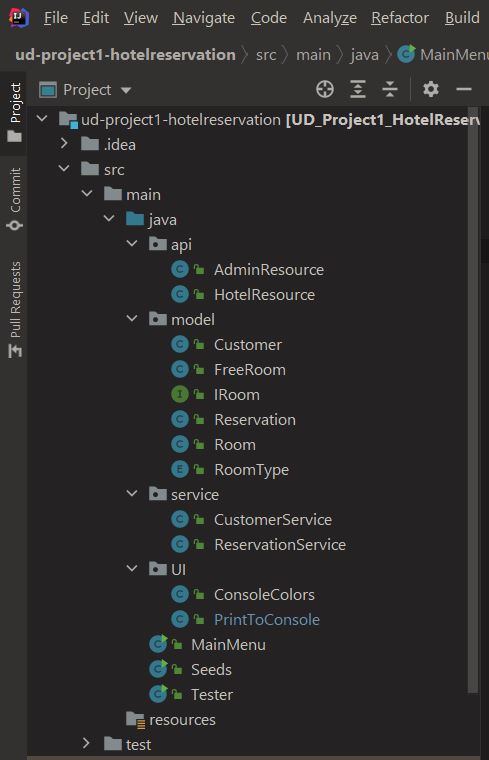 IJ File Edit View Navigate Code Analyze Refactor Build
ud-project1-hotelreservation src main java MainMenu
Project
ud-project1-hotelreservation [UD_Project1_HotelReserv
.idea
src
main
java
api
C AdminResource
C HotelResource
model
C Customer
C FreeRoom
I IRoom
C Reservation
C Room
E RoomType
service
C CustomerService
C ReservationService
UI
C ConsoleColors
C PrintToConsole
C MainMenu
C Seeds
C Tester
resources
test
Project
Commit
Pull Requests